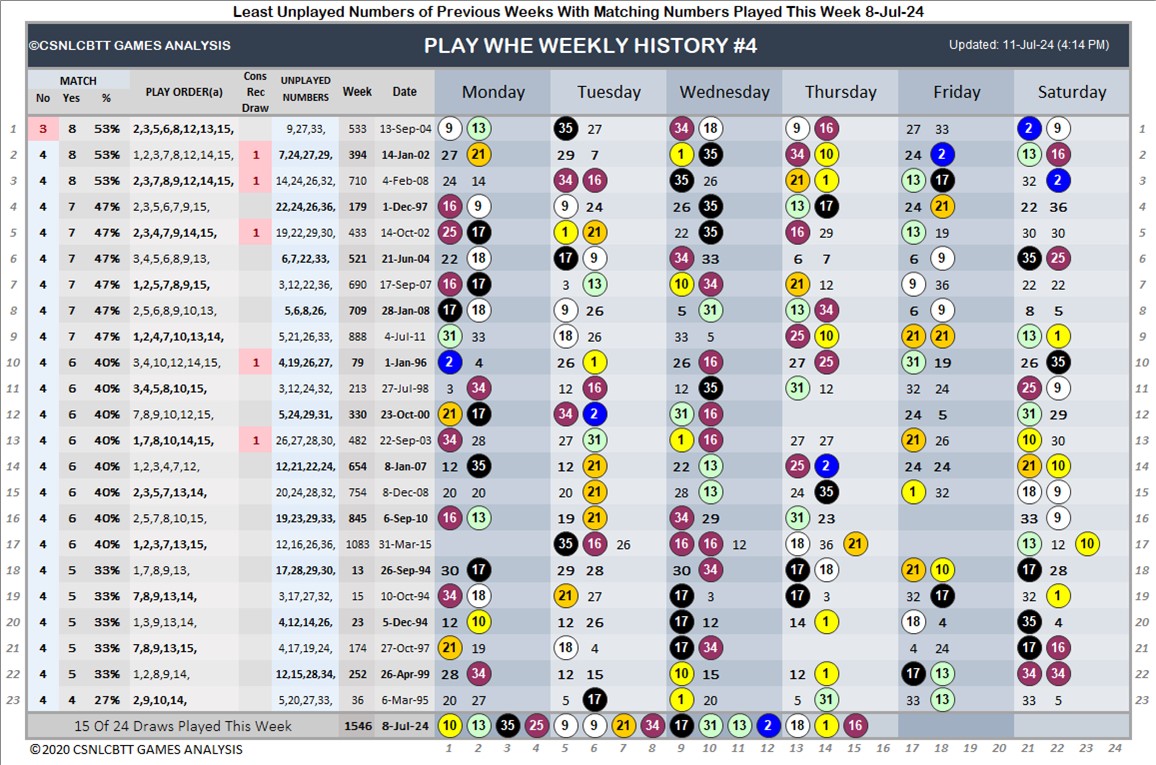 Least Unplayed Numbers of Previous Weeks With Matching Numbers Played This Week 8-Jul-24
©CSNLCBTT GAMES ANALYSIS PLAY WHE WEEKLY HISTORY #4 Updated: 11-Jul-24 (4:14 PM)
MATCH Cons
No Yes % PLAY ORDER(a) Rec Draw UNPLAYED NUMBERS Week Date Monday Tuesday Wednesday Thursday Friday Saturday
1 3 8 53% 2,3,5,6,8,12,13,15, 9,27,33, 533 13-Sep-04 9 13 35 27 34 18 9 16 27 33 2 9 1
2 4 8 53% 1,2,3,7,8,12,14,15, 1 7,24,27,29, 394 14-Jan-02 27 21 29 7 1 35 34 10 24 2 13 16 2
3 4 8 53% 2,3,7,8,9,12,14,15, 1 14,24,26,32, 710 4-Feb-08 24 14 34 16 35 26 21 1 13 17 32 2 3
4 4 7 47% 2,3,5,6,7,9,15, 22,24,26,36, 179 1-Dec-97 16 9 9 24 26 35 13 17 24 21 22 36 4
5 4 7 47% 2,3,4,7,9,14,15, 1 19,22,29,30, 433 14-Oct-02 25 17 1 21 22 35 16 29 13 19 30 30 5
6 4 7 47% 3,4,5,6,8,9,13, 6,7,22,33, 521 21-Jun-04 22 18 17 9 34 33 6 7 6 9 35 25 6
7 4 7 47% 1,2,5,7,8,9,15, 3,12,22,36, 690 17-Sep-07 16 17 3 13 10 34 21 12 9 36 22 22 7
8 4 7 47% 2,5,6,8,9,10,13, 5,6,8,26, 709 28-Jan-08 17 18 9 26 5 31 13 34 6 9 8 5 8
9 4 7 47% 1,2,4,7,10,13,14, 5,21,26,33, 888 4-Jul-11 31 33 18 26 33 5 25 10 21 21 13 1 9
10 4 6 40% 3,4,10,12,14,15, 1 4,19,26,27, 79 1-Jan-96 2 4 26 1 26 16 27 25 31 19 26 35 10
11 4 6 40% 3,4,5,8,10,15, 3,12,24,32, 213 27-Jul-98 3 34 12 16 12 35 31 12 32 24 25 9 11
12 4 6 40% 7,8,9,10,12,15, 5,24,29,31, 330 23-Oct-00 21 17 34 2 31 16 24 5 31 29 12
13 4 6 40% 1,7,8,10,14,15, 1 26,27,28,30, 482 22-Sep-03 34 28 27 31 1 16 27 27 21 26 10 30 13
14 4 6 40% 1,2,3,4,7,12, 12,21,22,24, 654 8-Jan-07 12 35 12 21 22 13 25 2 24 24 21 10 14
15 4 6 40% 2,3,5,7,13,14, 20,24,28,32, 754 8-Dec-08 20 20 20 21 28 13 24 35 1 32 18 9 15
16 4 6 40% 2,5,7,8,10,15, 19,23,29,33, 845 6-Sep-10 16 13 19 21 34 29 31 23 33 9 16
17 4 6 40% 1,2,3,7,13,15, 12,16,26,36, 1083 31-Mar-15 35 16 26 16 16 12 18 36 21 13 12 10 17
18 4 5 33% 1,7,8,9,13, 17,28,29,30, 13 26-Sep-94 30 17 29 28 30 34 17 18 21 10 17 28 18
19 4 5 33% 7,8,9,13,14, 3,17,27,32, 15 10-Oct-94 34 18 21 27 17 3 17 3 32 17 32 1 19
20 4 5 33% 1,3,9,13,14, 4,12,14,26, 23 5-Dec-94 12 10 12 26 17 12 14 1 18 4 35 4 20
21 4 5 33% 7,8,9,13,15, 4,17,19,24, 174 27-Oct-97 21 19 18 4 17 34 4 24 17 16 21
22 4 5 33% 1,2,8,9,14, 12,15,28,34, 252 26-Apr-99 28 34 12 15 10 15 12 1 17 13 34 34 22
23 4 4 27% 2,9,10,14, 5,20,27,33, 36 6-Mar-95 20 27 5 17 1 20 5 31 33 13 33 5 23
15 Of 24 Draws Played This Week 1546 8-Jul-24 10 13 35 25 9 9 21 34 17 31 13 2 18 1 16
© 2020 CSNLCBTT GAMES ANALYSIS 1 2 3 4 5 6 7 8 9 10 11 12 13 14 15 16 17 18 19 20 21 22 23 24